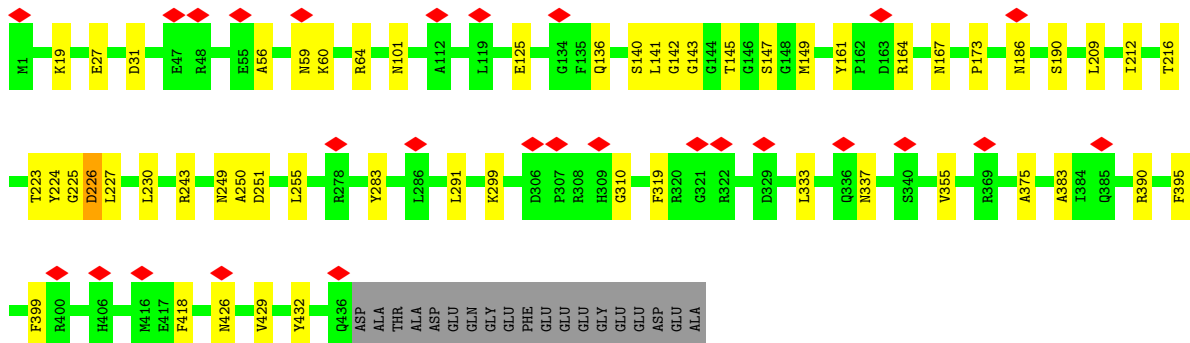 M1 K19 E27 D31 E47 R48 E55 A56 N59 K60 R64 N101 A112 L119 E125 G134 F135 Q136 S140 L141 G142 G143 G144 T145 G146 S147 G148 M149 Y161 P162 D163 R164 N167 P173 N186 S190 L209 I212 T216
T223 Y224 G225 D226 L227 L230 R243 N249 A250 D251 L255 R278 Y283 L286 L291 K299 D306 P307 R308 H309 G310 F319 R320 G321 R322 D329 L333 Q336 N337 S340 V355 R369 A375 A383 I384 Q385 R390 F395
F399 R400 H406 M416 E417 F418 N426 V429 Y432 Q436 ASP ALA THR ALA ASP GLU GLN GLY GLU PHE GLU GLU GLU GLY GLU GLU ASP GLU ALA